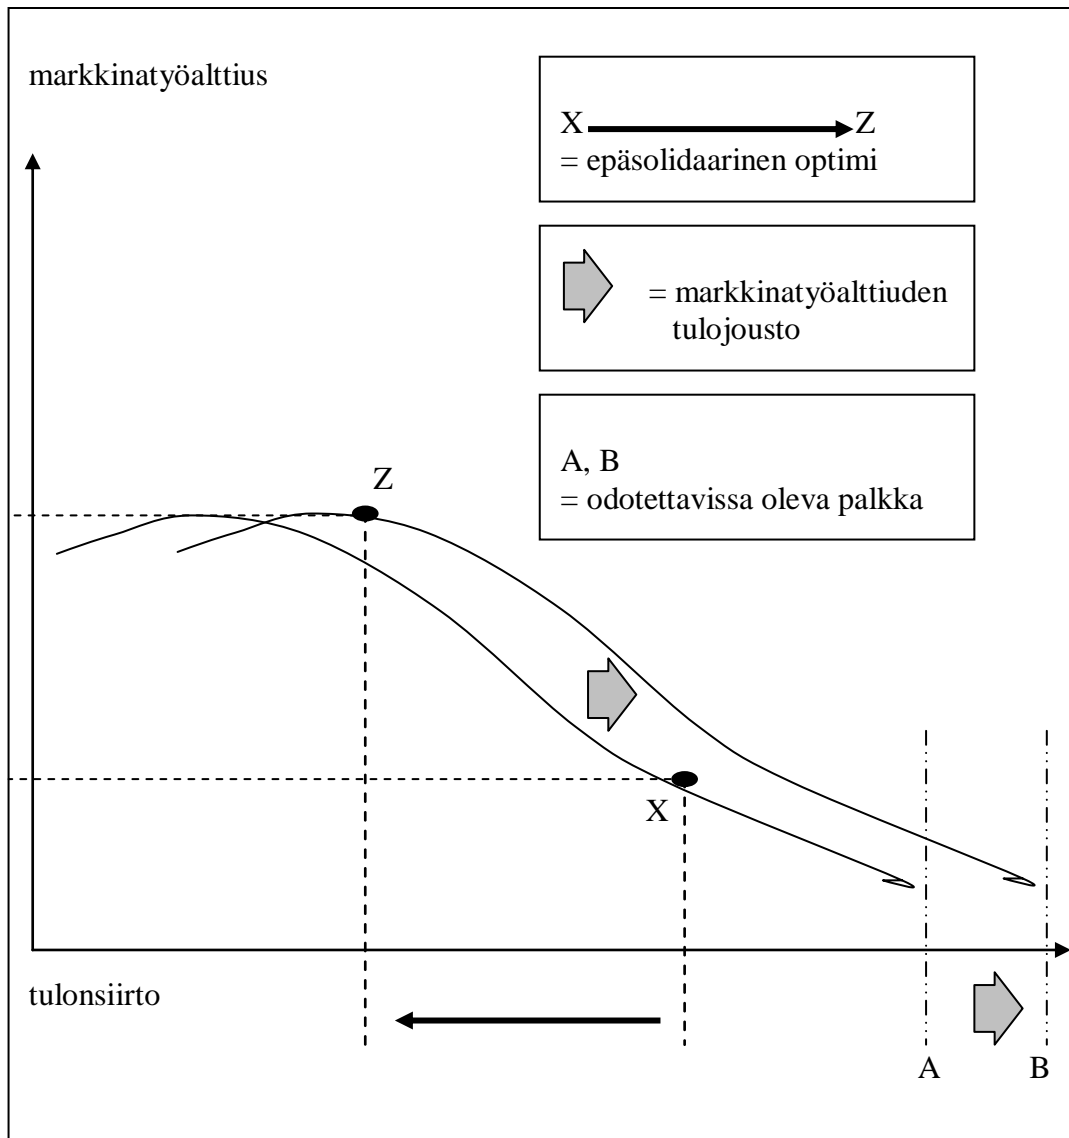 markkinatyöalttius
X Z
= epäsolidaarinen optimi
= markkinatyöalttiuden
tulojousto
A, B
= odotettavissa oleva palkka
Z
X
tulonsiirto
A B